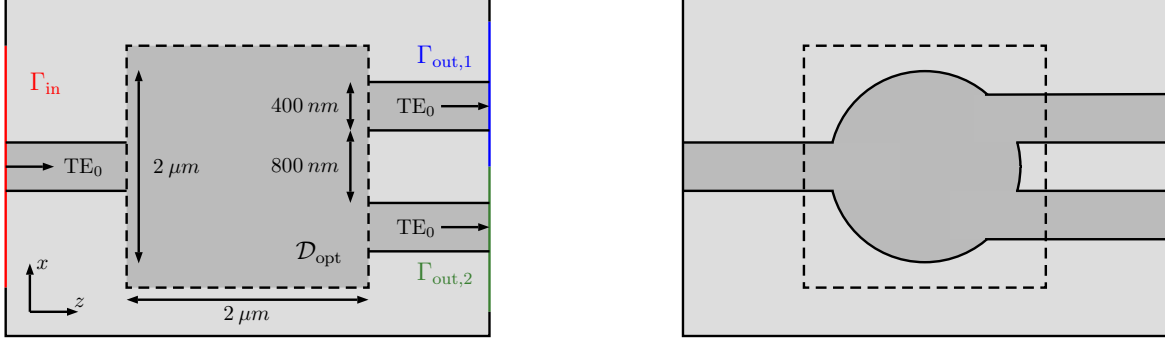 Γout,1
Γin
400 nm
TE0
800 nm
TE0
2 μm
TE0
Dopt
Γout,2
x
z
2 μm